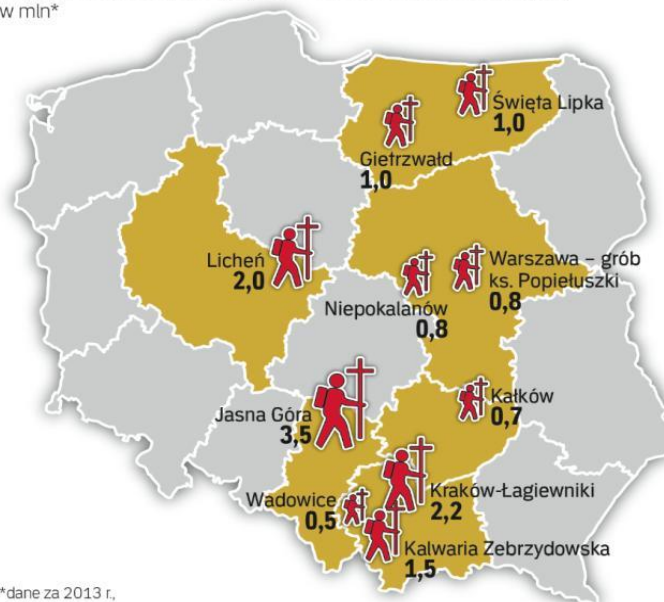 w mln*
Święta Lipka
1,0
Gietrzwałd
1,0
Licheń
2,0
Warszawa – grób
ks. Popiełuszki
0,8
Niepokalanów
0,8
Kałków
0,7
Jasna Góra
3,5
Wadowice
0,5
Kraków-Łagiewniki
2,2
Kalwaria Zebrzydowska
1,5
*dane za 2013 r.,